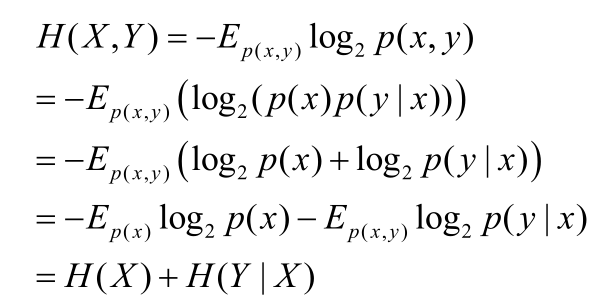 H(X,Y) = −E_{p(x,y)} log₂ p(x, y)
= −E_{p(x,y)} (log₂(p(x)p(y | x)))
= −E_{p(x,y)} (log₂ p(x) + log₂ p(y | x))
= −E_{p(x)} log₂ p(x) − E_{p(x,y)} log₂ p(y | x)
= H(X) + H(Y | X)